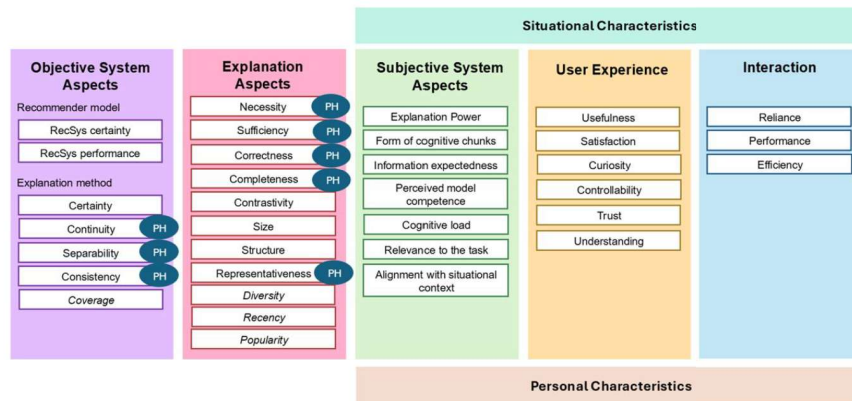 Situational Characteristics
Objective System
Aspects
Recommender model
RecSys certainty
RecSys performance
Explanation method
Certainty
Continuity PH
Separability PH
Consistency PH
Coverage
Explanation
Aspects
Necessity PH
Sufficiency PH
Correctness PH
Completeness PH
Contrastivity
Size
Structure
Representativeness PH
Diversity
Recency
Popularity
Subjective System
Aspects
Explanation Power
Form of cognitive chunks
Information expectedness
Perceived model
competence
Cognitive load
Relevance to the task
Alignment with situational
context
User Experience
Usefulness
Satisfaction
Curiosity
Controllability
Trust
Understanding
Interaction
Reliance
Performance
Efficiency
Personal Characteristics